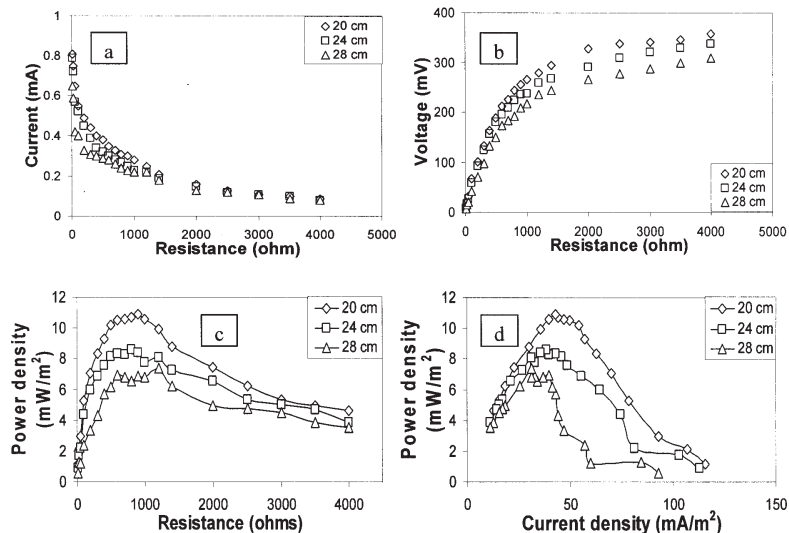 a
20 cm
24 cm
28 cm
Current (mA)
1
0.8
0.6
0.4
0.2
0
0 1000 2000 3000 4000 5000
Resistance (ohm)
b
Voltage (mV)
400
300
200
100
0
0 1000 2000 3000 4000 5000
20 cm
24 cm
28 cm
Resistance (ohm)
c
20 cm
24 cm
28 cm
Power density
(mW/m²)
12
10
8
6
4
2
0
0 1000 2000 3000 4000
Resistance (ohms)
d
20 cm
24 cm
28 cm
Power density
(mW/m²)
12
10
8
6
4
2
0
0 50 100 150
Current density (mA/m²)